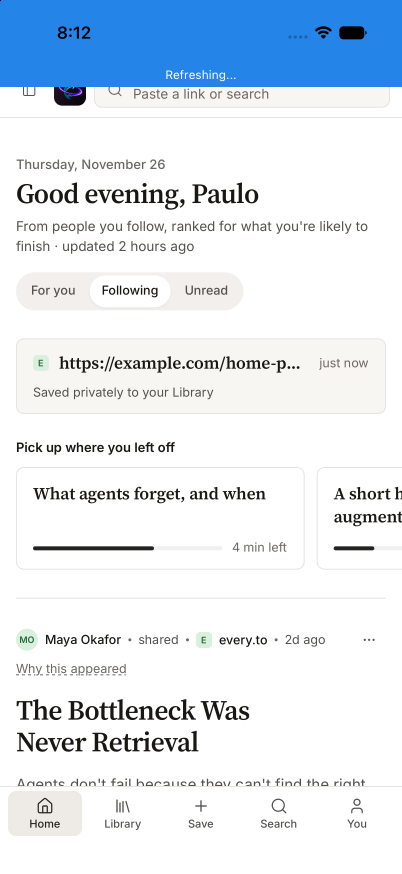 8:12
Refreshing...
Paste a link or search
Thursday, November 26
Good evening, Paulo
From people you follow, ranked for what you're likely to
finish · updated 2 hours ago
For you Following Unread
E https://example.com/home-p... just now
Saved privately to your Library
Pick up where you left off
What agents forget, and when
4 min left
A short h
augment
MO Maya Okafor • shared • E every.to • 2d ago
Why this appeared
The Bottleneck Was
Never Retrieval
Agents don't fail because they can't find the right
Home Library Save Search You